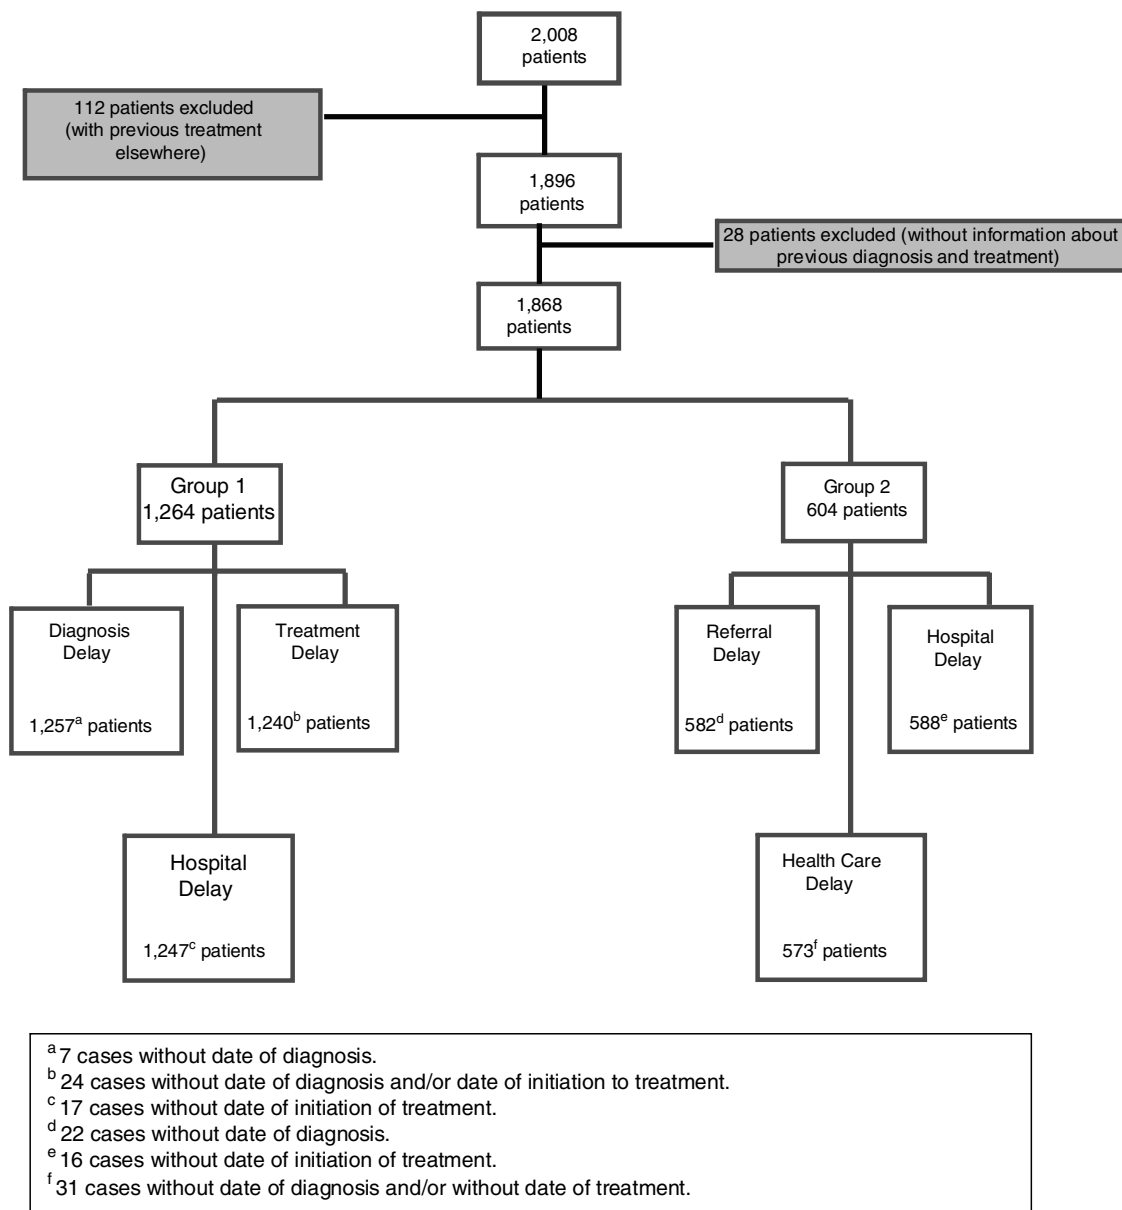 2,008
patients
112 patients excluded
(with previous treatment
elsewhere)
1,896
patients
28 patients excluded (without information about
previous diagnosis and treatment)
1,868
patients
Group 1
1,264 patients
Group 2
604 patients
Diagnosis
Delay
1,257a patients
Treatment
Delay
1,240b patients
Referral
Delay
582d patients
Hospital
Delay
588e patients
Hospital
Delay
1,247c patients
Health Care
Delay
573f patients
a 7 cases without date of diagnosis.
b 24 cases without date of diagnosis and/or date of initiation to treatment.
c 17 cases without date of initiation of treatment.
d 22 cases without date of diagnosis.
e 16 cases without date of initiation of treatment.
f 31 cases without date of diagnosis and/or without date of treatment.